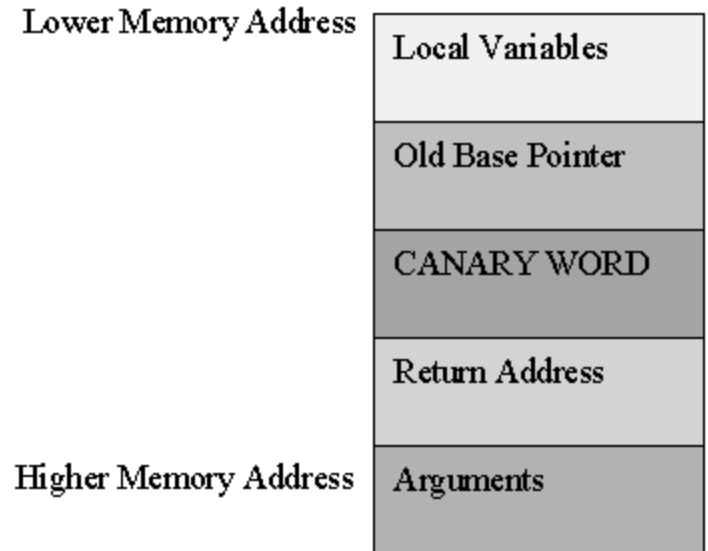 Lower Memory Address
Local Variables
Old Base Pointer
CANARY WORD
Return Address
Higher Memory Address
Arguments